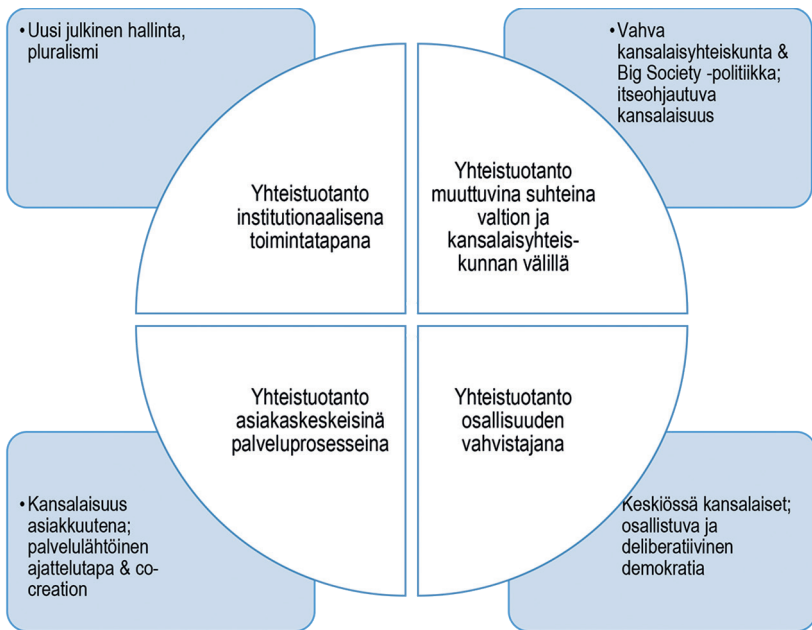 •Uusi julkinen hallinta,
pluralismi
•Vahva
kansalaisyhteiskunta &
Big Society -politiikka;
itseohjautuva
kansalaisuus
Yhteistuotanto
institutionaalisena
toimintatapana
Yhteistuotanto
muuttuvina suhteina
valtion ja
kansalaisyhteis-
kunnan välillä
Yhteistuotanto
asiakaskeskeisinä
palveluprosesseina
Yhteistuotanto
osallisuuden
vahvistajana
•Kansalaisuus
asiakkuutena;
palvelulähtöinen
ajattelutapa & co-
creation
Keskiössä kansalaiset;
osallistuva ja
deliberatiivinen
demokratia